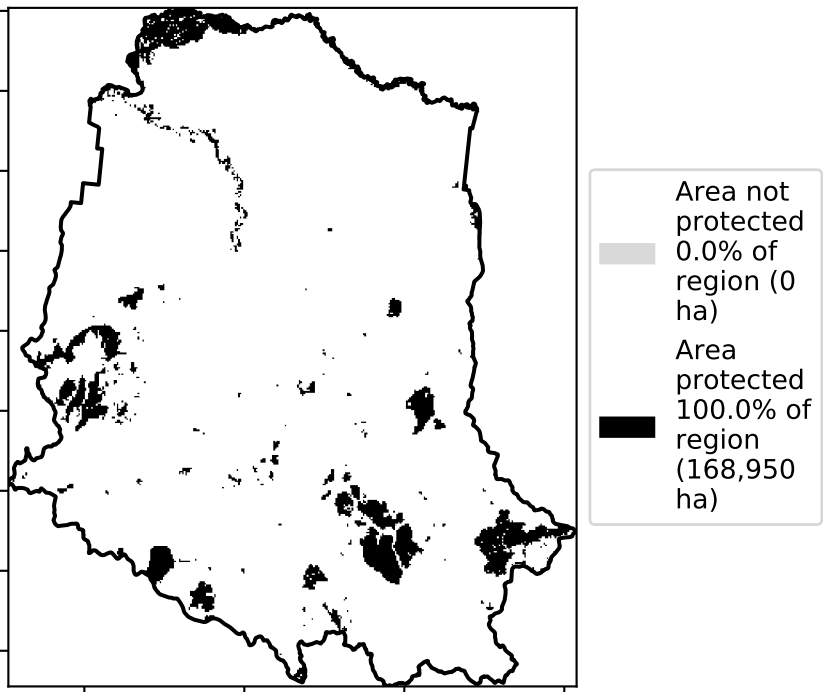 Area not
protected
0.0% of
region (0
ha)
Area
protected
100.0% of
region
(168,950
ha)